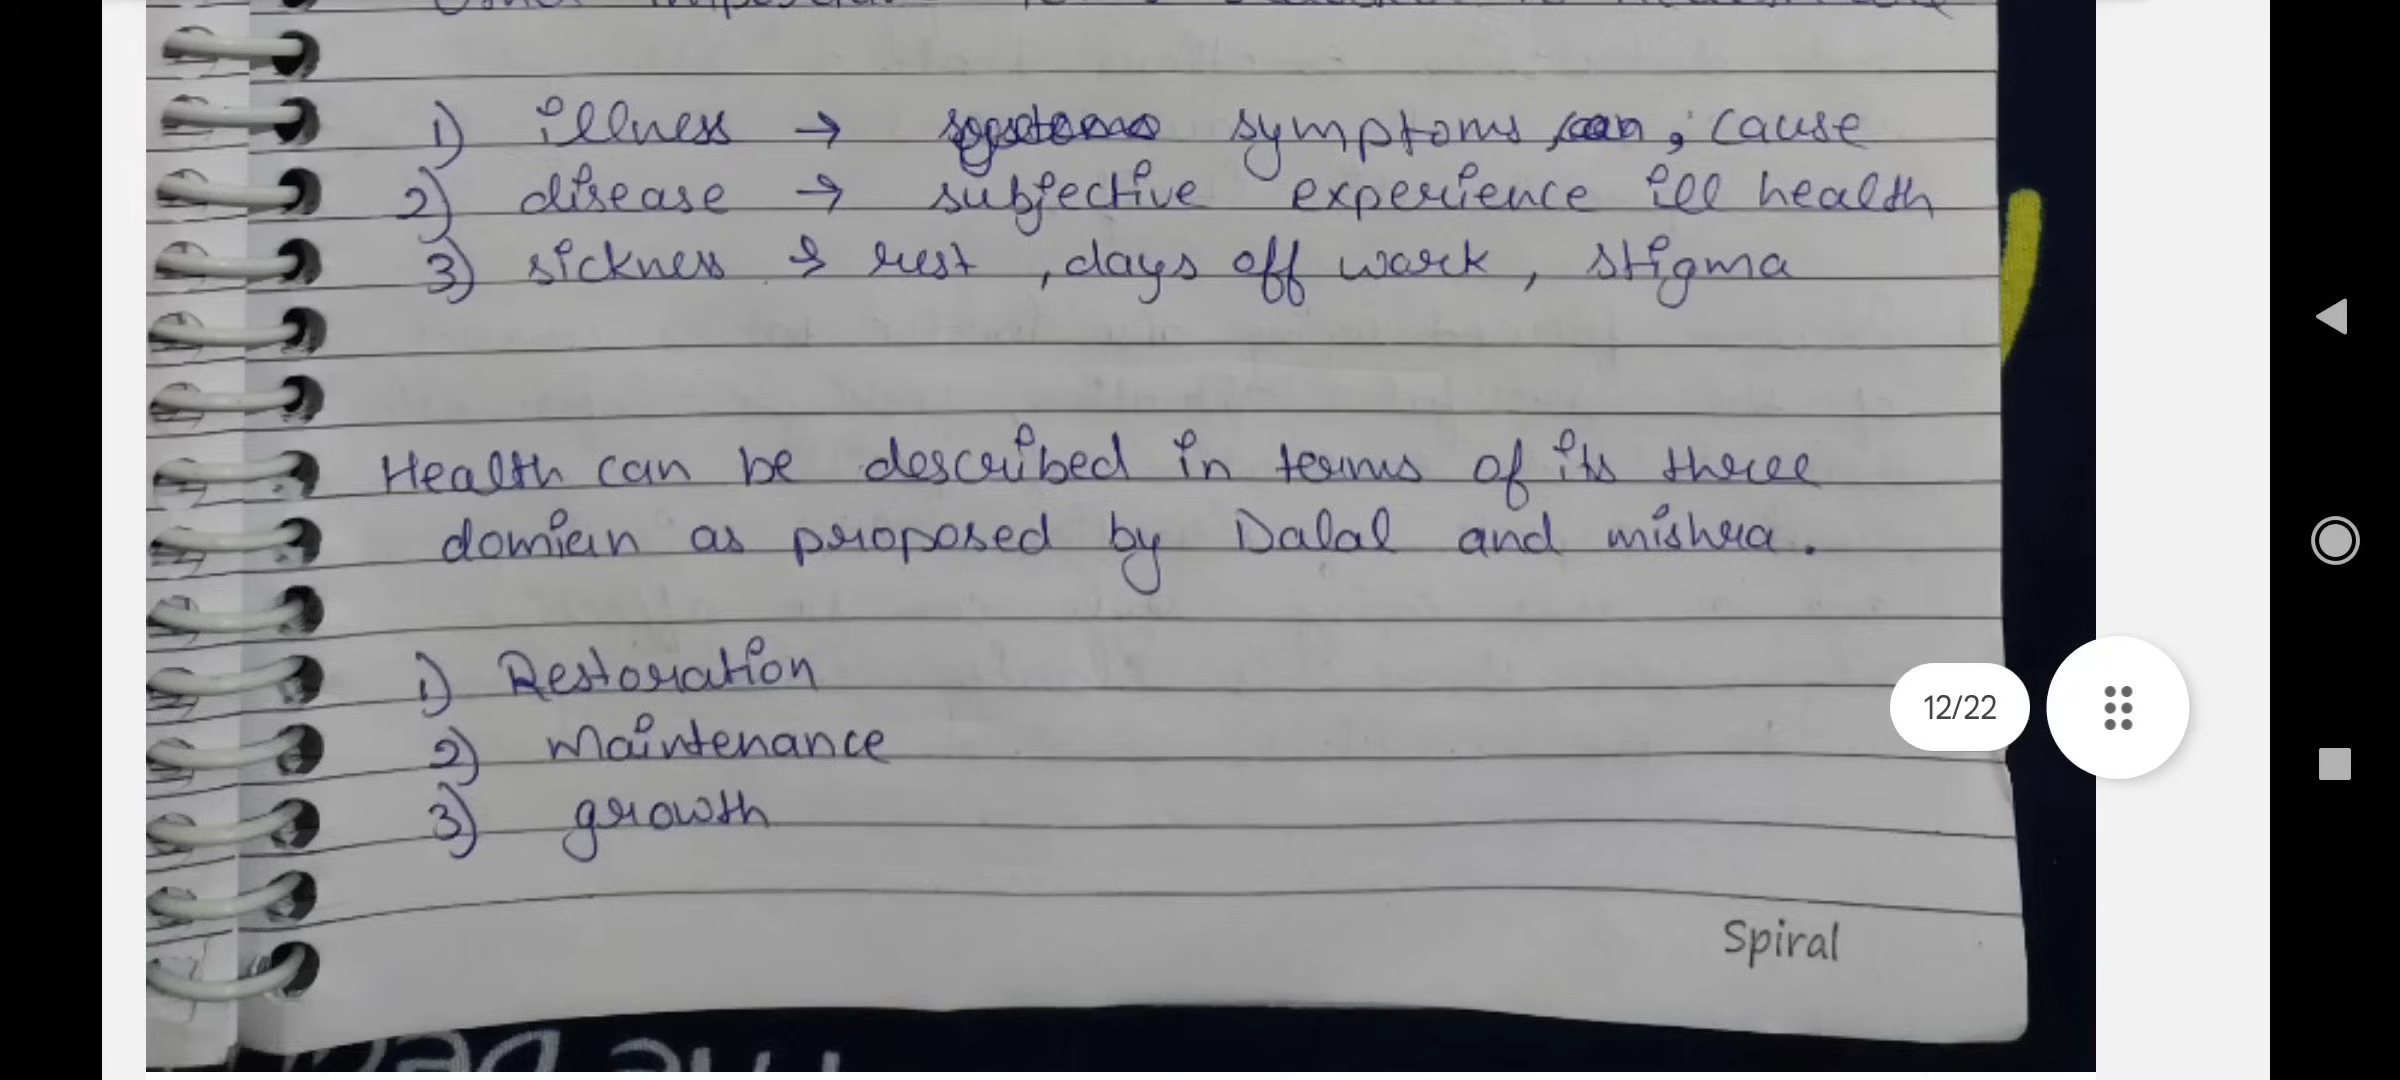 1) illness → symptoms , cause
2) disease → subjective experience ill health
3) sickness → rest , days off work , stigma
Health can be described in terms of its three
domian as proposed by Dalal and mishra .
1) Restoration
2) Maintenance
3) growth
12/22
Spiral